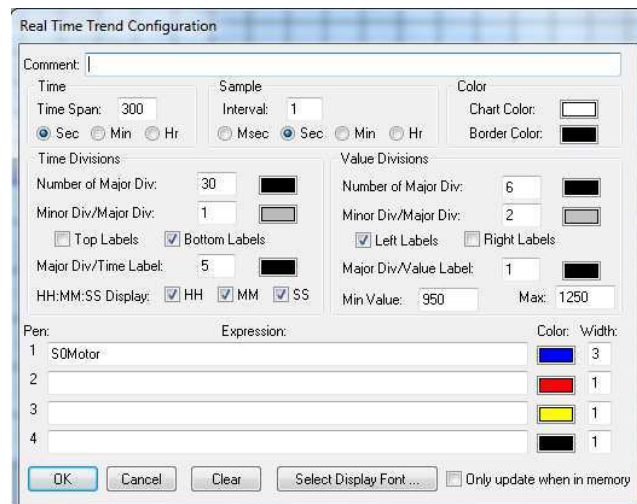 Real Time Trend Configuration
Comment:
Time
Sample
Color
Time Span: 300
Interval: 1
Chart Color:
Sec Min Hr
Msec Sec Min Hr
Border Color:
Time Divisions
Value Divisions
Number of Major Div: 30
Number of Major Div: 6
Minor Div/Major Div: 1
Minor Div/Major Div: 2
Top Labels Bottom Labels
Left Labels Right Labels
Major Div/Time Label: 5
Major Div/Value Label: 1
HH:MM:SS Display: HH MM SS
Min Value: 950 Max: 1250
Pen: Expression: Color: Width:
1 S0Motor 3
2 1
3 1
4 1
OK Cancel Clear Select Display Font ... Only update when in memory